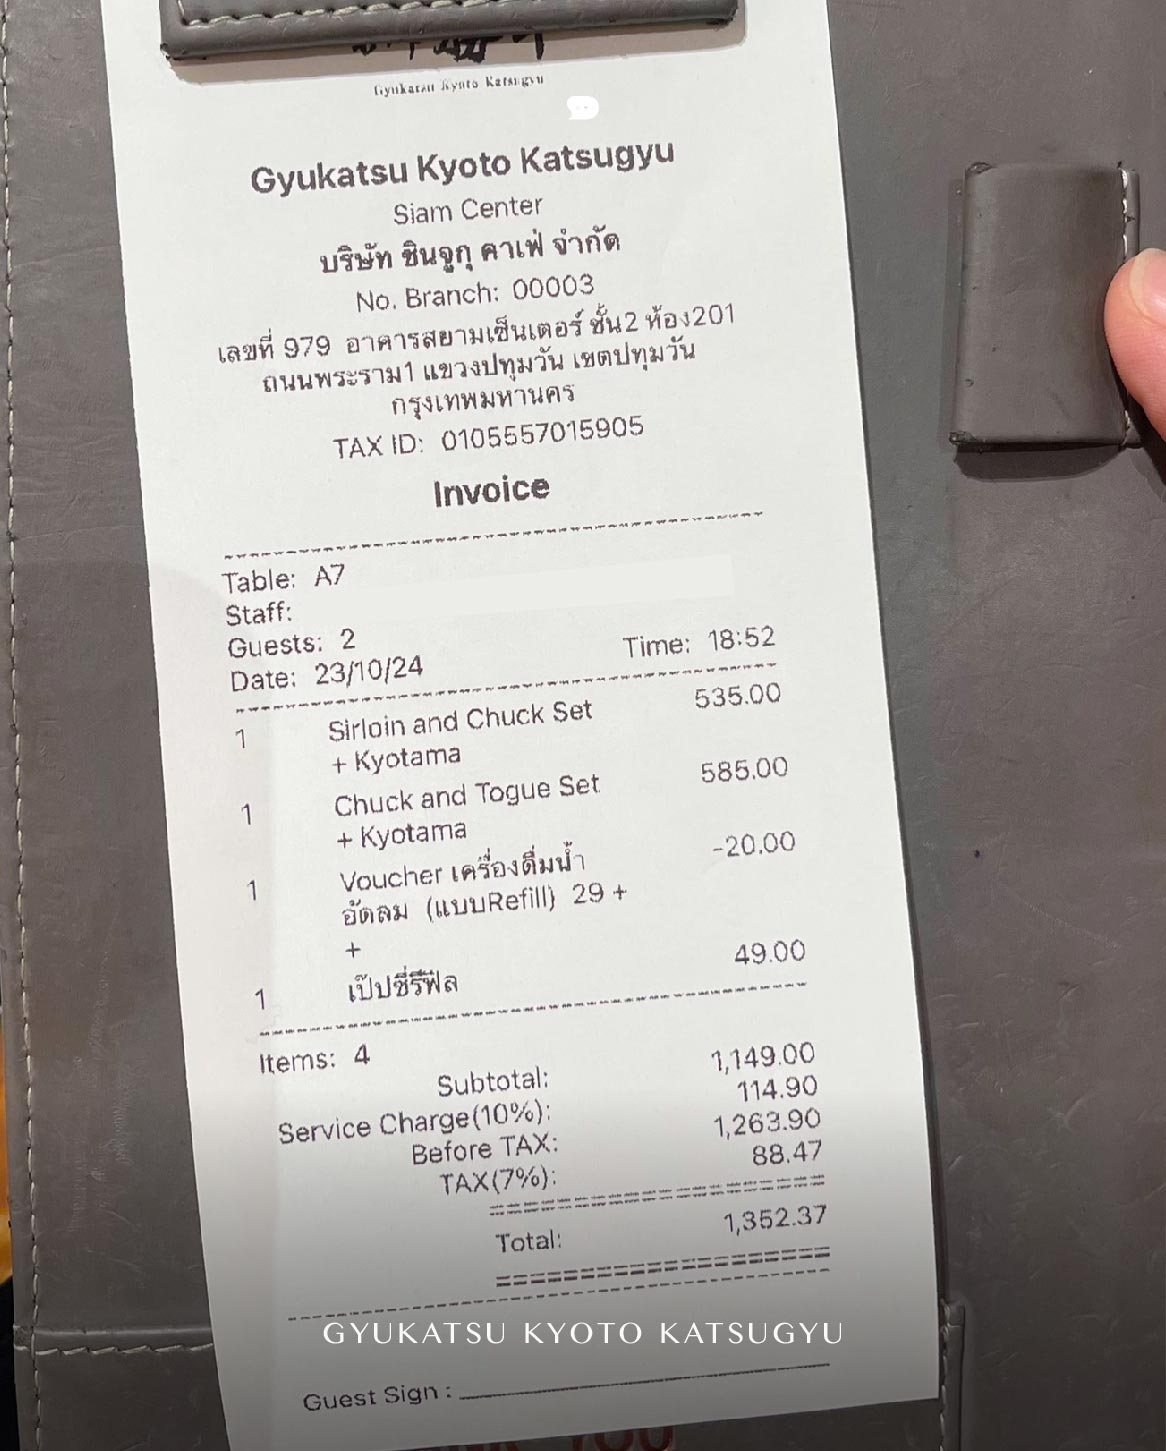 Gyukatsu Kyoto Katsugyu
Gyukatsu Kyoto Katsugyu
Siam Center
บริษัท ชินจูกุ คาเฟ่ จำกัด
No. Branch: 00003
เลขที่ 979 อาคารสยามเซ็นเตอร์ ชั้น2 ห้อง201
ถนนพระราม1 แขวงปทุมวัน เขตปทุมวัน
กรุงเทพมหานคร
TAX ID: 0105557015905
Invoice
Table: A7
Staff:
Guests: 2
Date: 23/10/24 Time: 18:52
1 Sirloin and Chuck Set 535.00
+ Kyotama
1 Chuck and Togue Set 585.00
+ Kyotama
1 Voucher เครื่องดื่มน้ำ -20.00
อัดลม (แบบRefill) 29 +
+
1 เป๊ปซี่รีฟีล 49.00
Items: 4
Subtotal: 1,149.00
Service Charge(10%): 114.90
Before TAX: 1,263.90
TAX(7%): 88.47
Total: 1,352.37
GYUKATSU KYOTO KATSUGYU
Guest Sign :
YOU